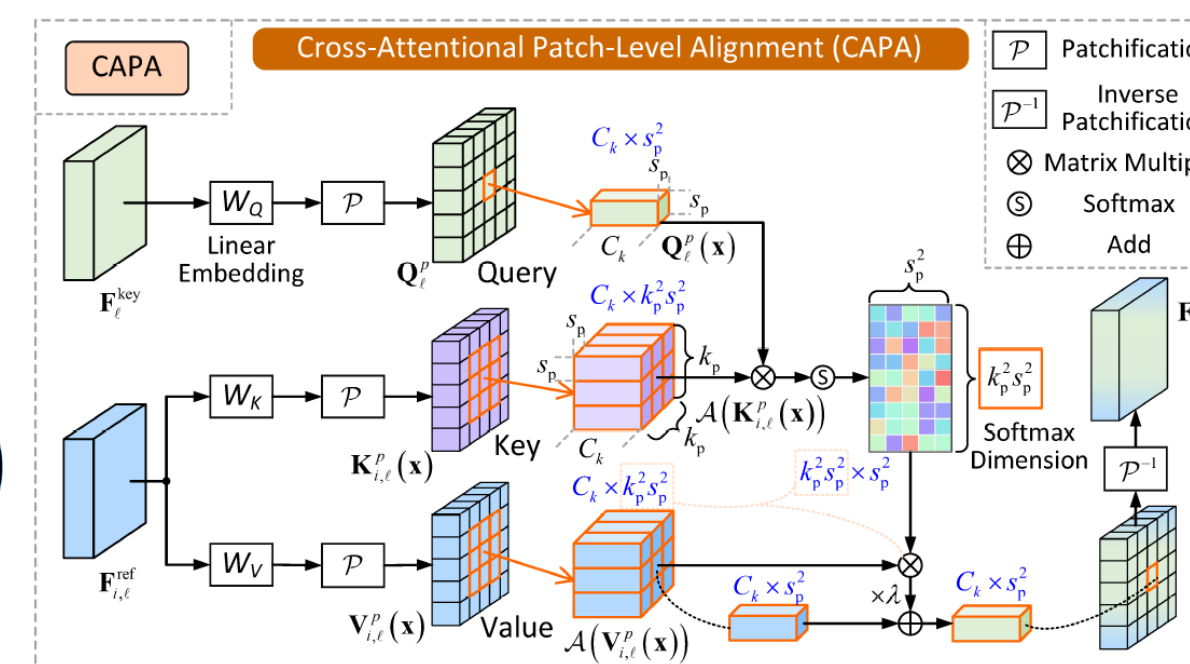 CAPA
Cross-Attentional Patch-Level Alignment (CAPA)
𝒫 Patchificatio
𝒫⁻¹ Inverse
Patchificatio
⊗ Matrix Multip
Ⓢ Softmax
⊕ Add
F_ℓ^key
W_Q
Linear
Embedding
𝒫
Q_ℓ^p
Query
C_k × s_p^2
s_p
s_p
C_k
Q_ℓ^p(x)
F_{i,ℓ}^ref
W_K
𝒫
K_{i,ℓ}^p(x)
Key
C_k × k_p^2 s_p^2
s_p
s_p
k_p
k_p
C_k
𝒜(K_{i,ℓ}^p(x))
⊗
Ⓢ
s_p^2
k_p^2 s_p^2
Softmax
Dimension
W_V
𝒫
V_{i,ℓ}^p(x)
Value
C_k × k_p^2 s_p^2
𝒜(V_{i,ℓ}^p(x))
k_p^2 s_p^2 × s_p^2
⊗
C_k × s_p^2
×λ
⊕
C_k × s_p^2
𝒫⁻¹
F